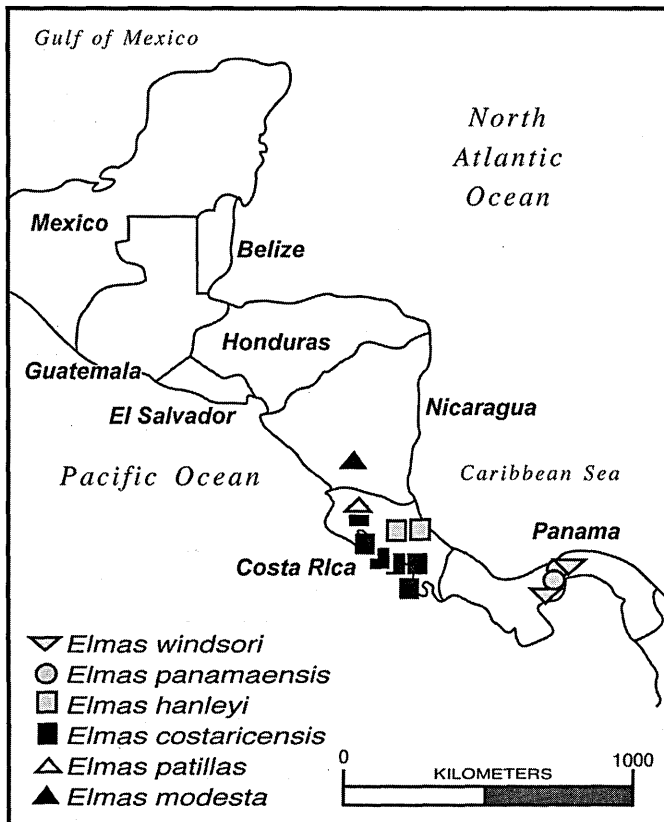 Gulf of Mexico
North
Atlantic
Ocean
Mexico
Belize
Honduras
Guatemala
El Salvador
Nicaragua
Pacific Ocean
Caribbean Sea
Panama
Costa RIca
Elmas windsori
Elmas panamaensis
Elmas hanleyi
Elmas costaricensis
Elmas patillas
Elmas modesta
0
1000
KILOMETERS